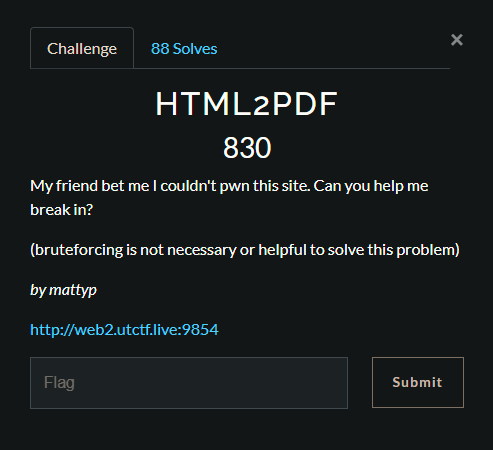 Challenge
88 Solves
×
HTML2PDF
830
My friend bet me I couldn't pwn this site. Can you help me
break in?
(bruteforcing is not necessary or helpful to solve this problem)
by mattyp
http://web2.utctf.live:9854
Flag
Submit